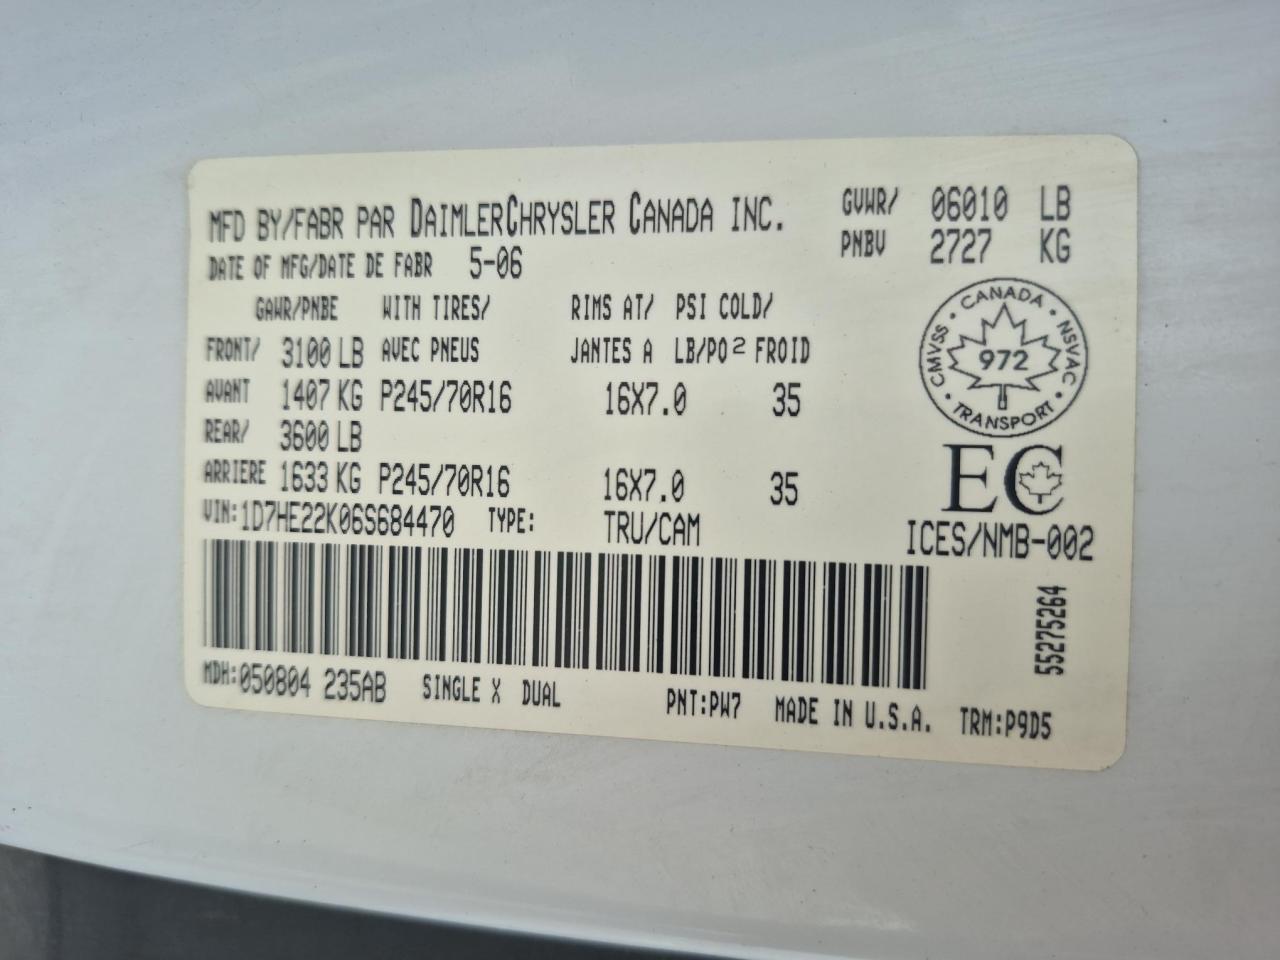 MFD BY/FABR PAR DAIMLERCHRYSLER CANADA INC. GVWR/ 06010 LB
DATE OF MFG/DATE DE FABR 5-06 PNBV 2727 KG
GAWR/PNBE WITH TIRES/ RIMS AT/ PSI COLD/
FRONT/ 3100 LB AVEC PNEUS JANTES A LB/PO² FROID
AVANT 1407 KG P245/70R16 16X7.0 35
REAR/ 3600 LB
ARRIERE 1633 KG P245/70R16 16X7.0 35
VIN:1D7HE22K06S684470 TYPE: TRU/CAM
CANADA · NSVAC · TRANSPORT · CMVSS ·
972
EC
ICES/NMB-002
55275264
MDH:050804 235AB SINGLE X DUAL PNT:PW7 MADE IN U.S.A. TRM:P9D5